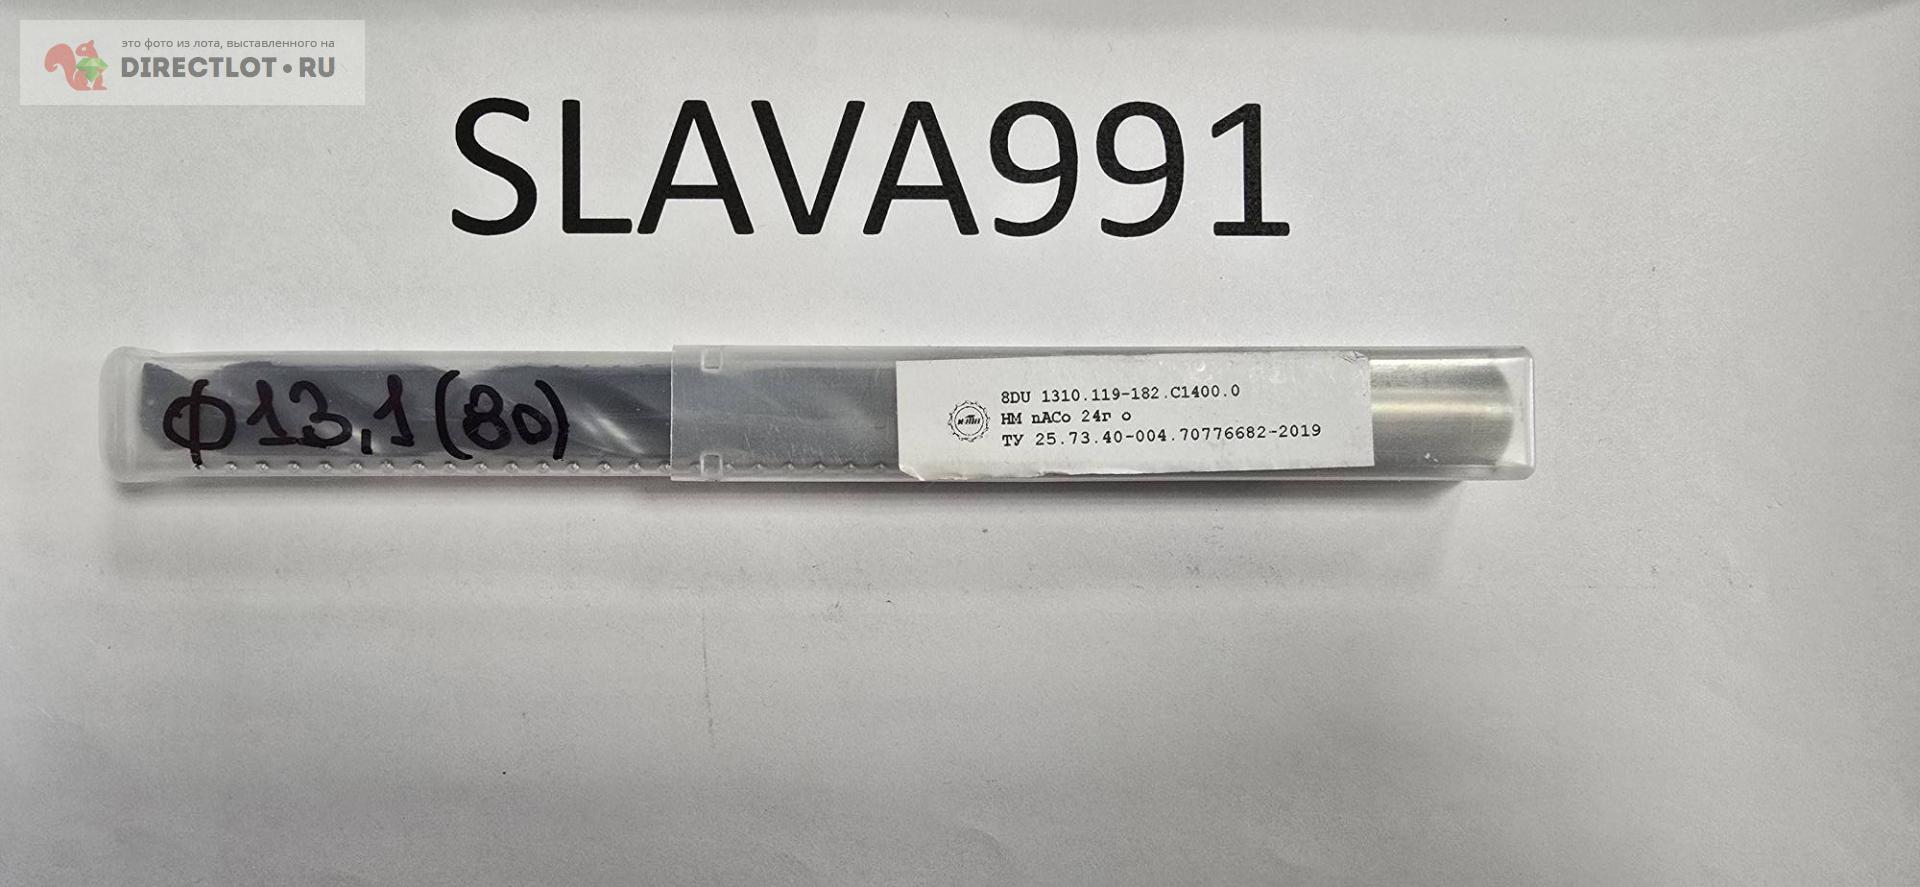 это фото из лота, выставленного на
DIRECTLOT•RU
SLAVA991
Ф13,1(80)
8DU 1310.119-182.C1400.0
HM nACo 24г о
ТУ 25.73.40-004.70776682-2019